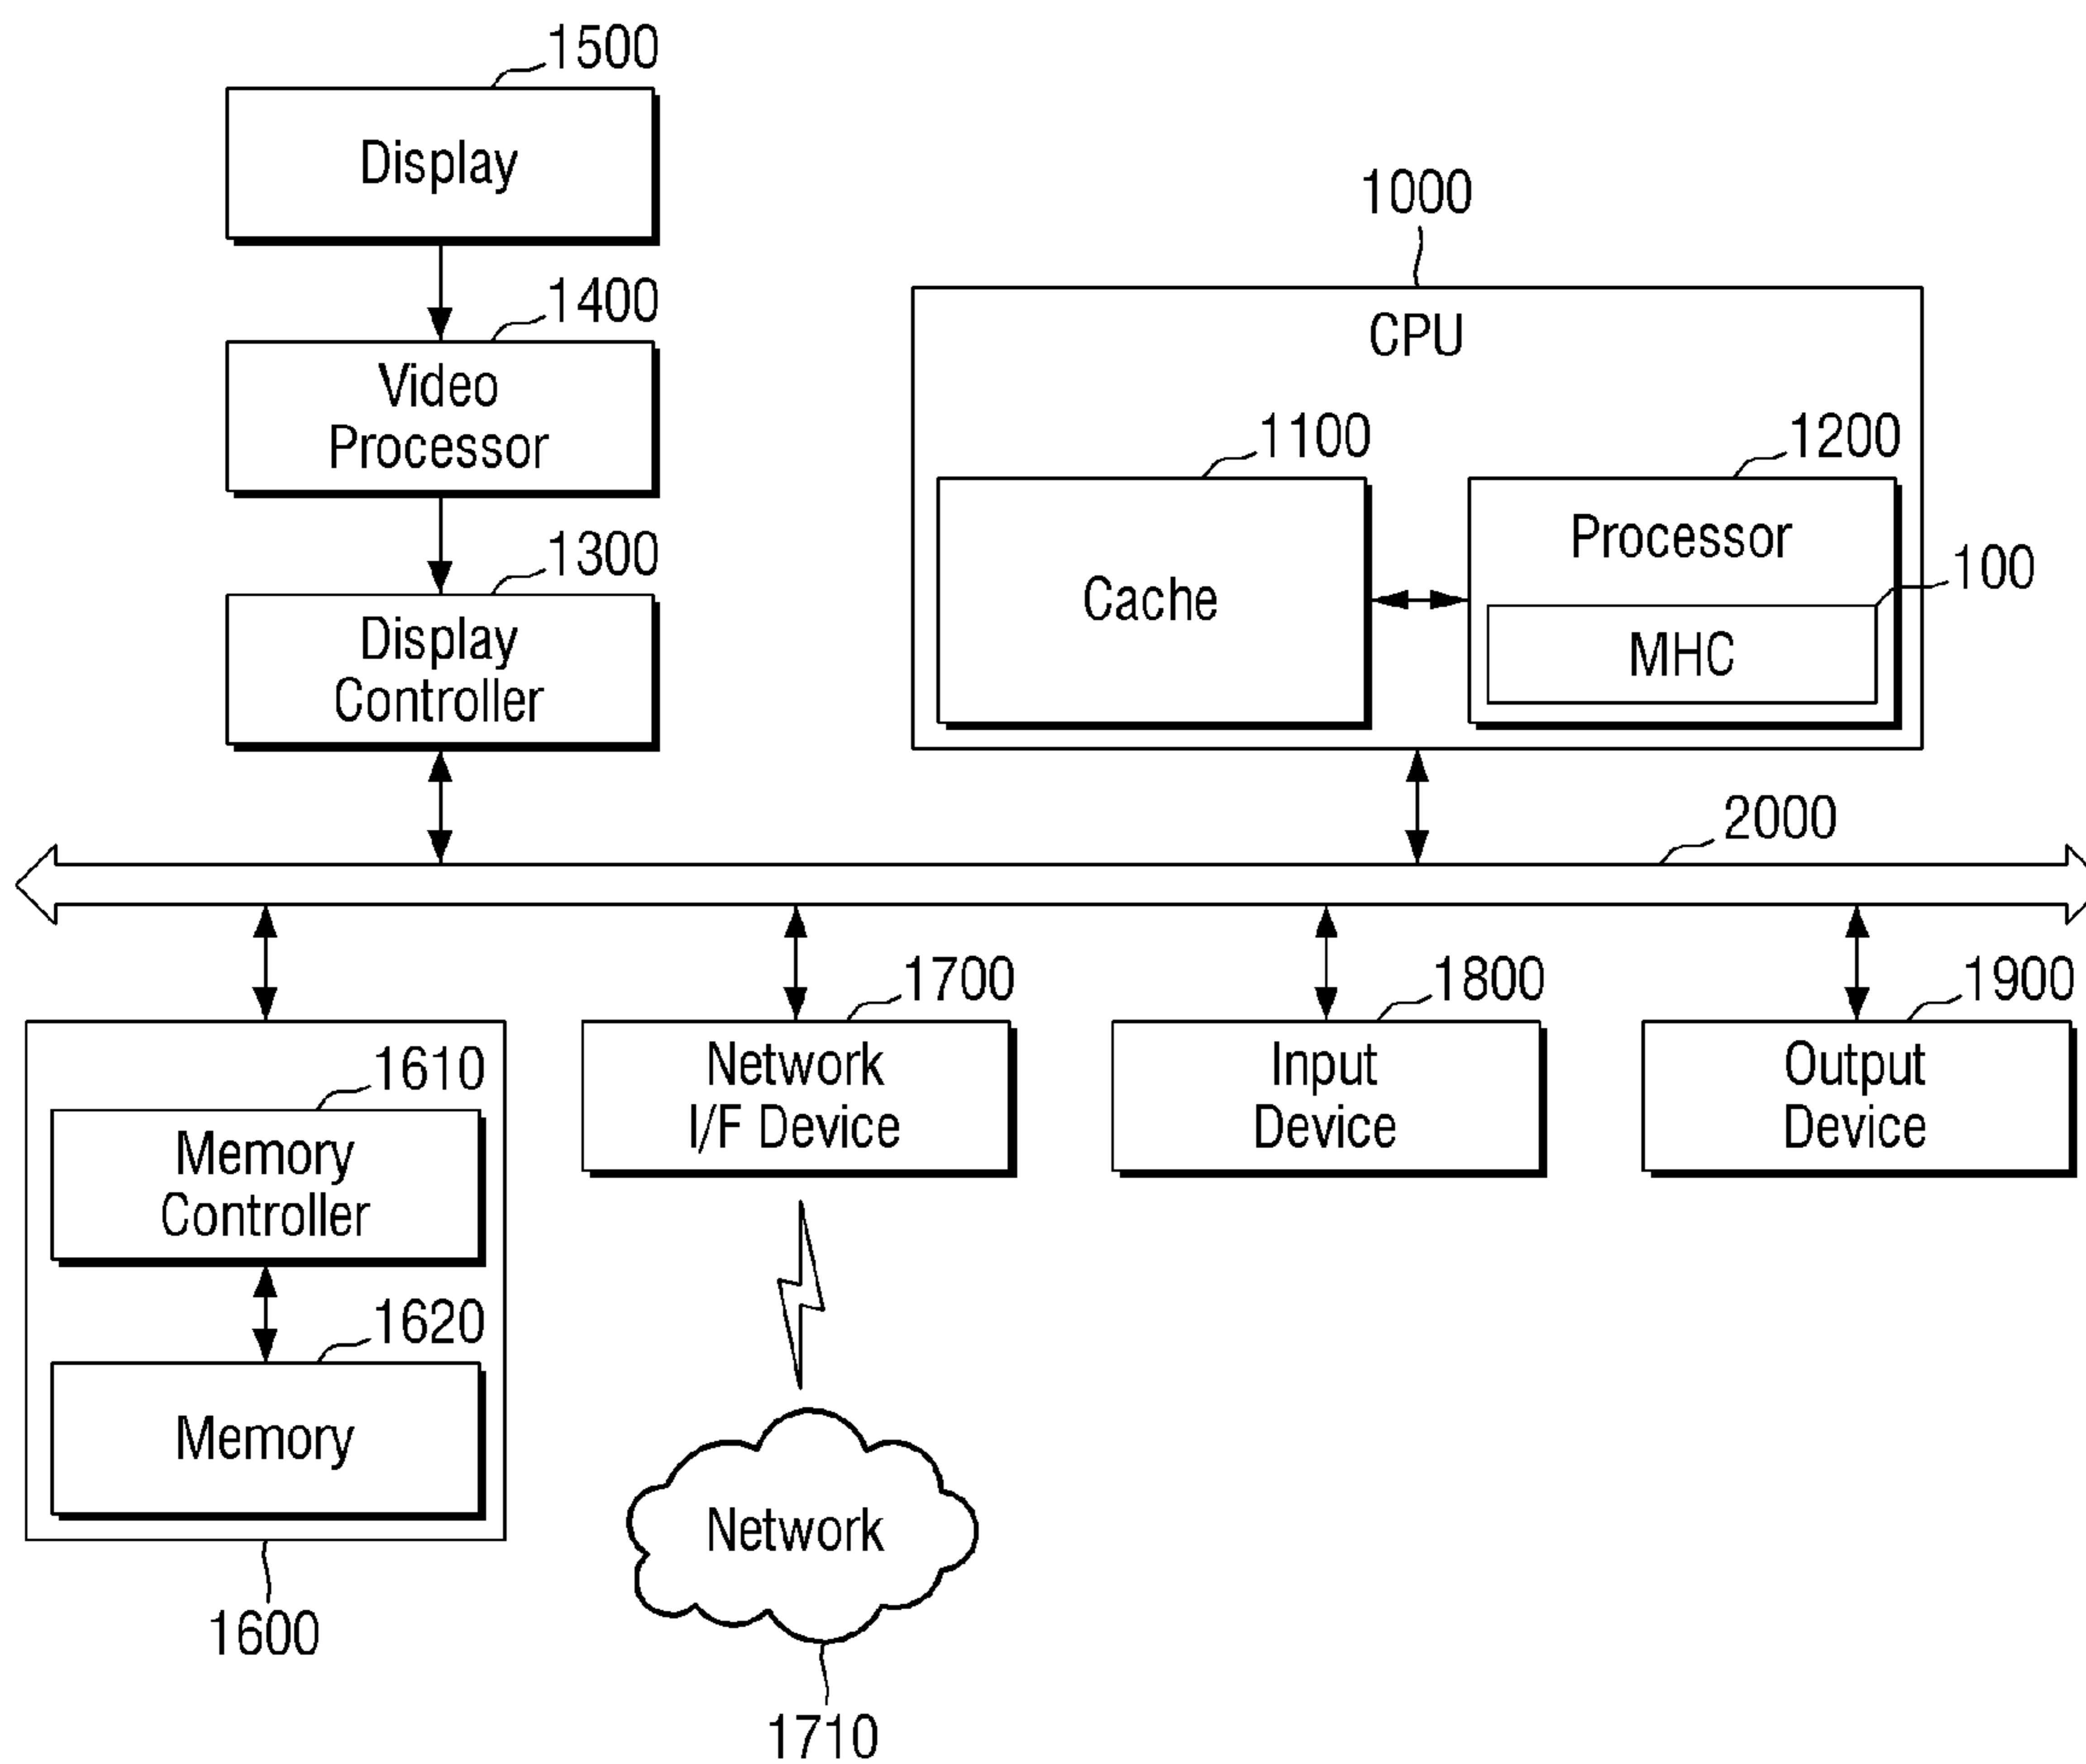 1500
Display
1400
Video
Processor
1300
Display
Controller
1000
CPU
1100
Cache
1200
Processor
100
MHC
2000
1610
Memory
Controller
1620
Memory
1600
1700
Network
I/F Device
Network
1710
1800
Input
Device
1900
Output
Device